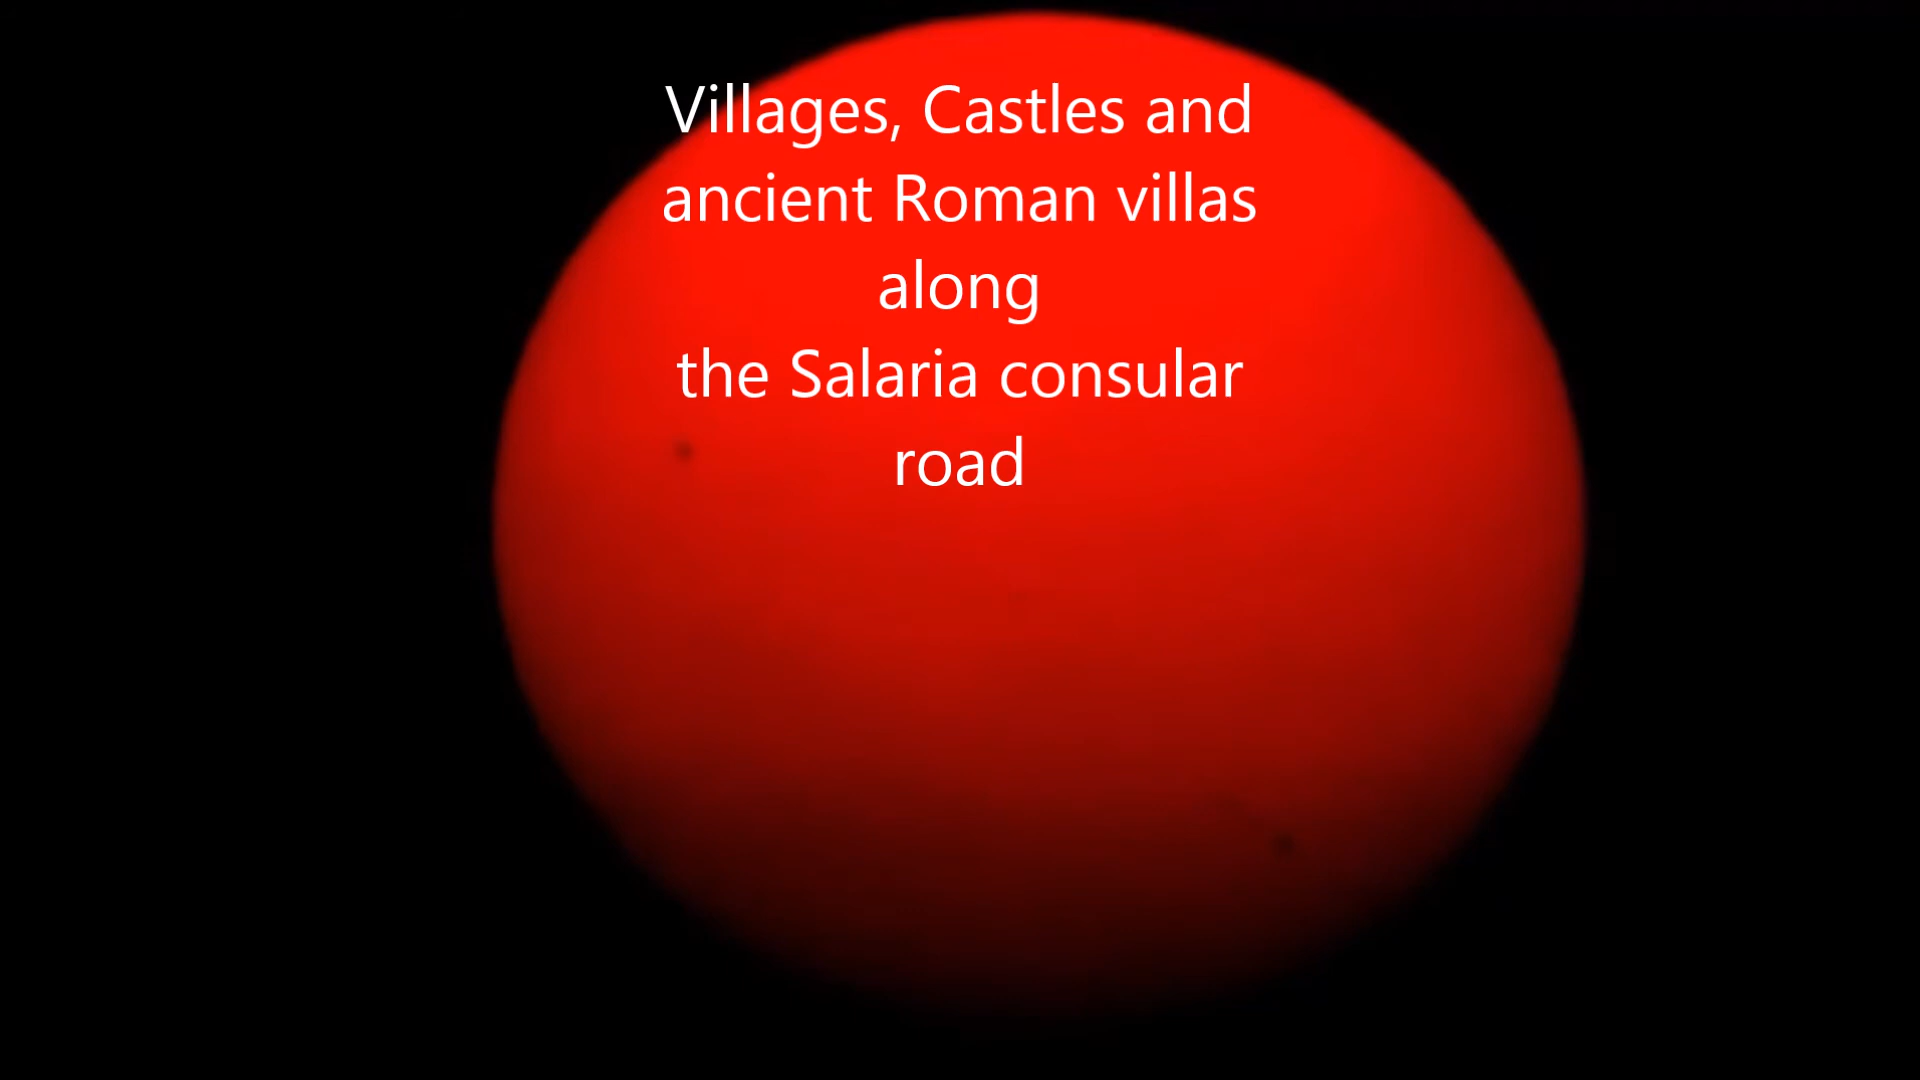 Villages, Castles and
ancient Roman villas
along
the Salaria consular
road